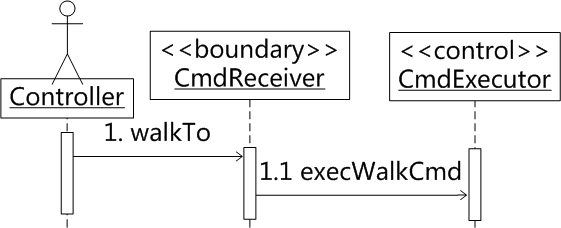 <<boundary>>
<<control>>
Controller
CmdReceiver
CmdExecutor
1. walkTo
1.1 execWalkCmd